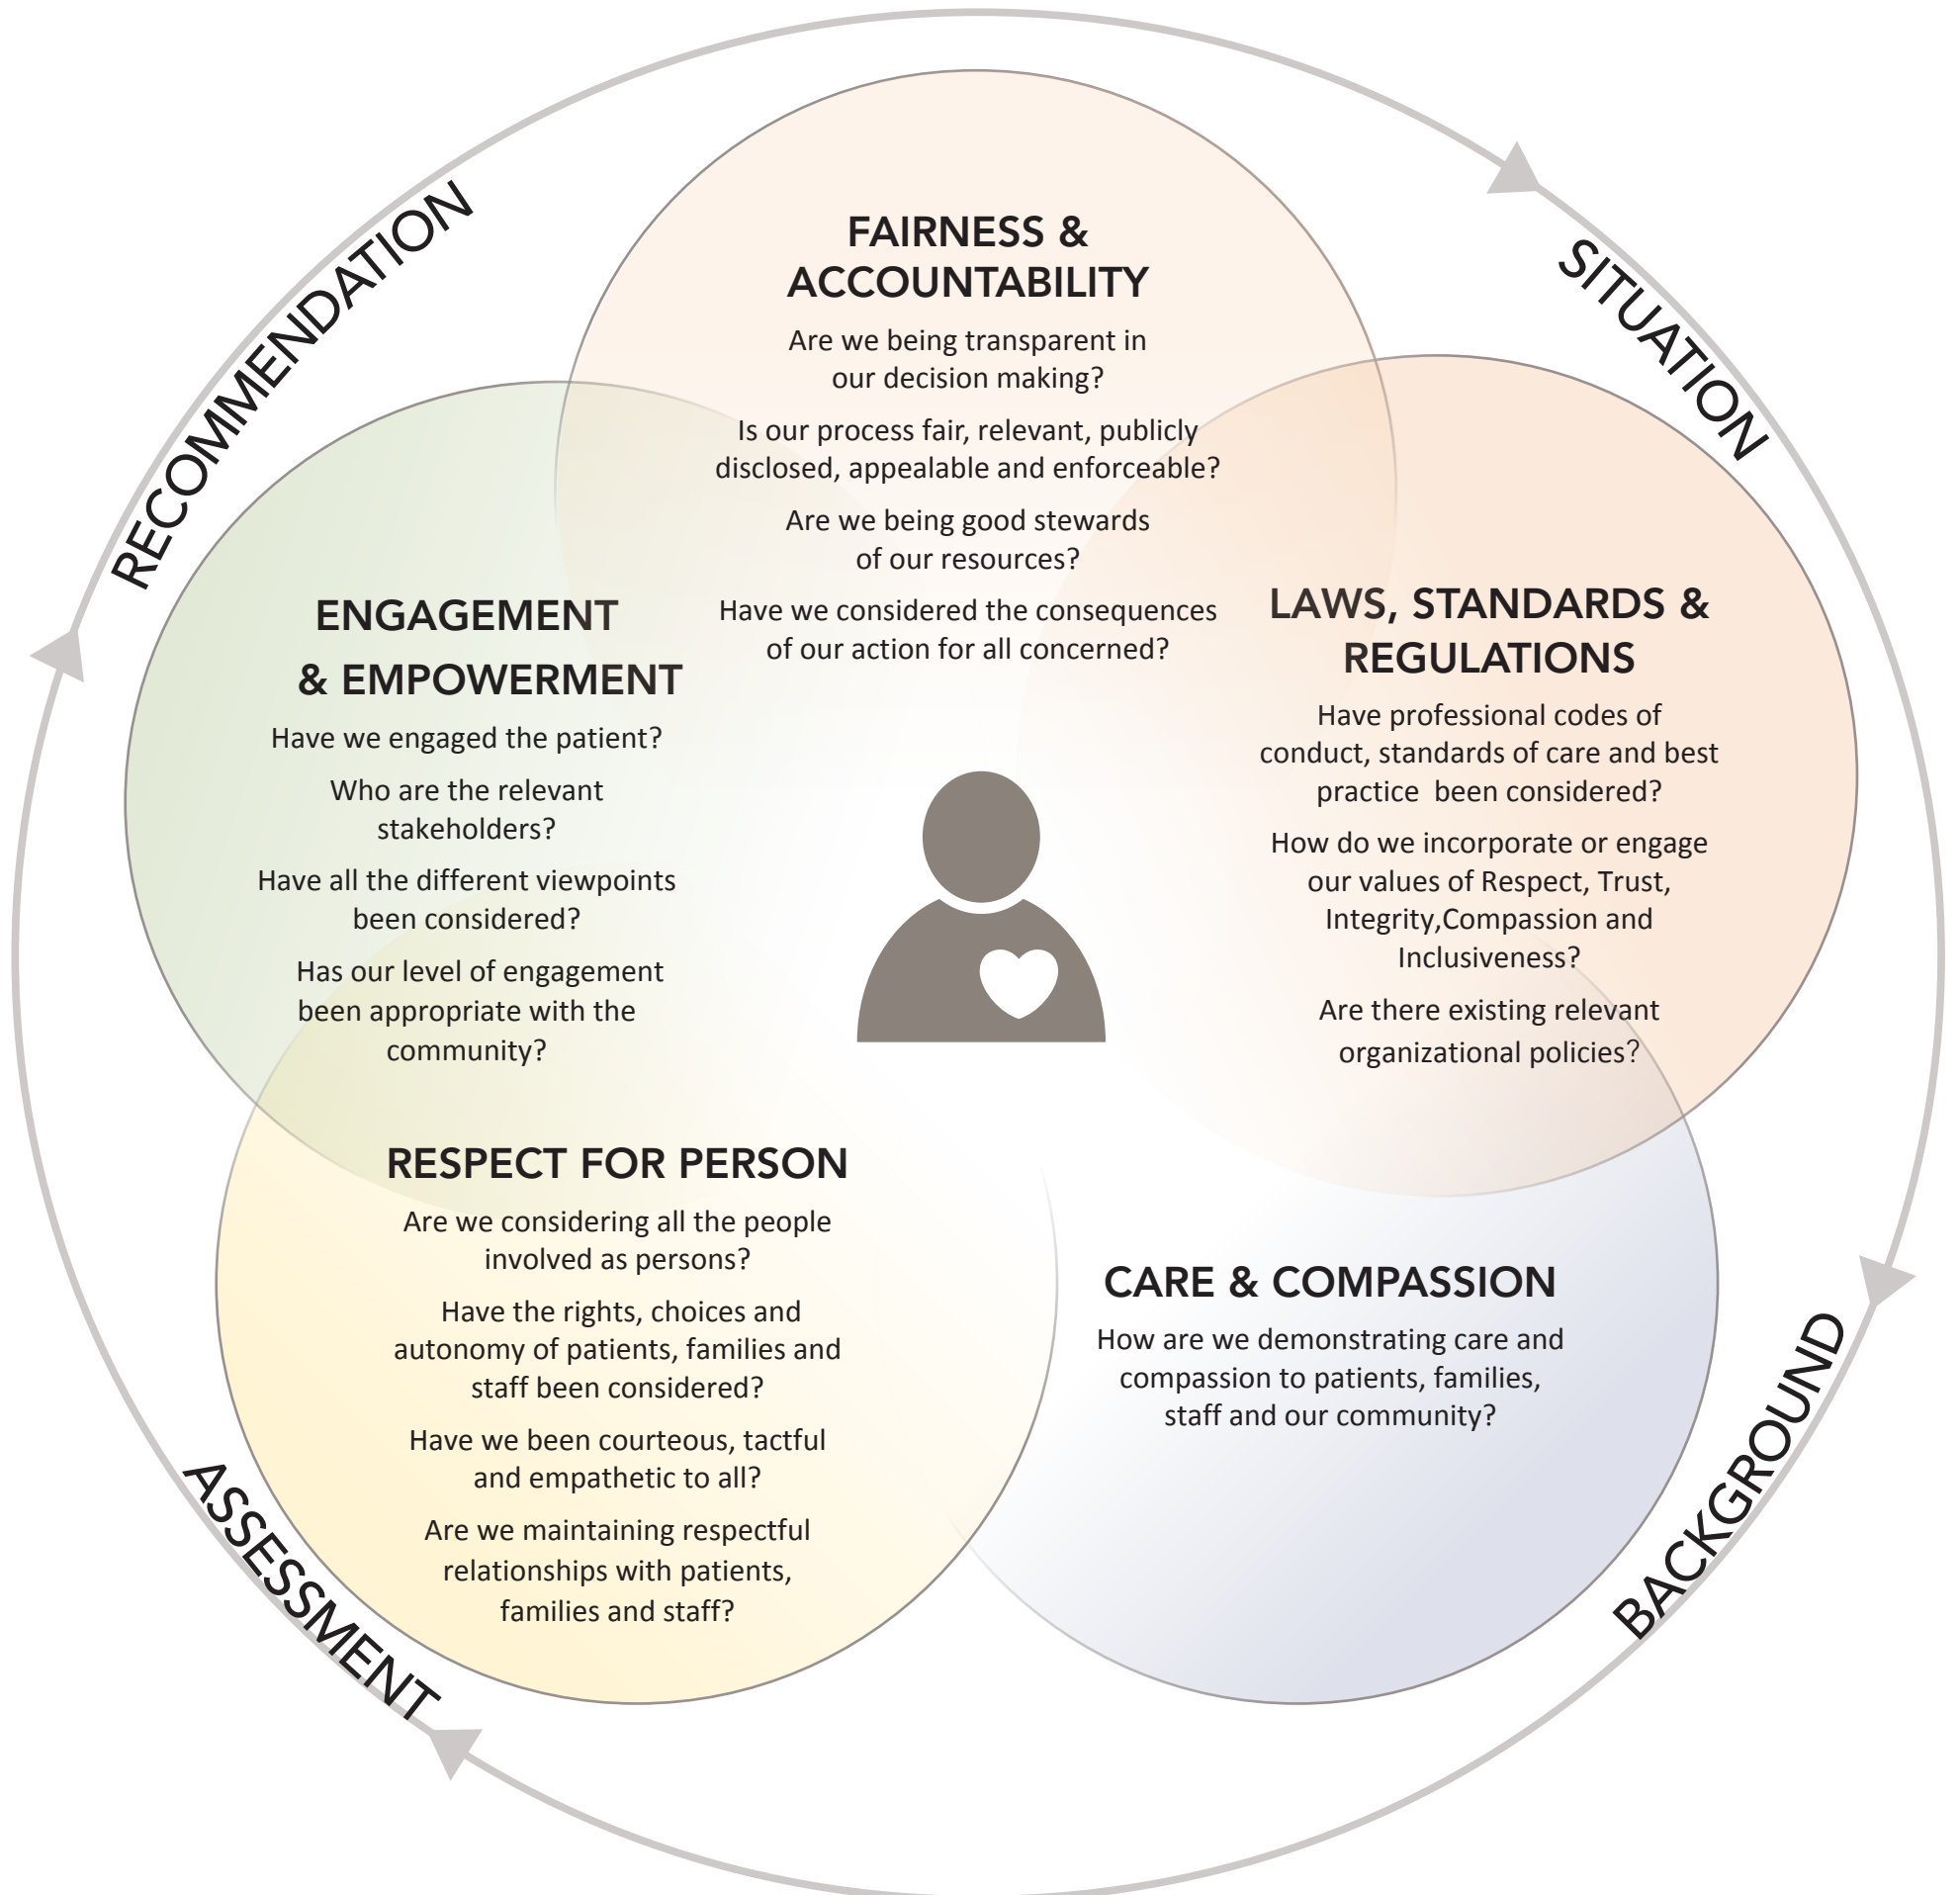 RECOMMENDATION
SITUATION
FAIRNESS &
ACCOUNTABILITY
Are we being transparent in
our decision making?
Is our process fair, relevant, publicly
disclosed, appealable and enforceable?
Are we being good stewards
of our resources?
Have we considered the consequences
of our action for all concerned?
ENGAGEMENT
& EMPOWERMENT
Have we engaged the patient?
Who are the relevant
stakeholders?
Have all the different viewpoints
been considered?
Has our level of engagement
been appropriate with the
community?
LAWS, STANDARDS &
REGULATIONS
Have professional codes of
conduct, standards of care and best
practice  been considered?
How do we incorporate or engage
our values of Respect, Trust,
Integrity,Compassion and
Inclusiveness?
Are there existing relevant
organizational policies?
RESPECT FOR PERSON
Are we considering all the people
involved as persons?
Have the rights, choices and
autonomy of patients, families and
staff been considered?
Have we been courteous, tactful
and empathetic to all?
Are we maintaining respectful
relationships with patients,
families and staff?
CARE & COMPASSION
How are we demonstrating care and
compassion to patients, families,
staff and our community?
ASSESSMENT
BACKGROUND